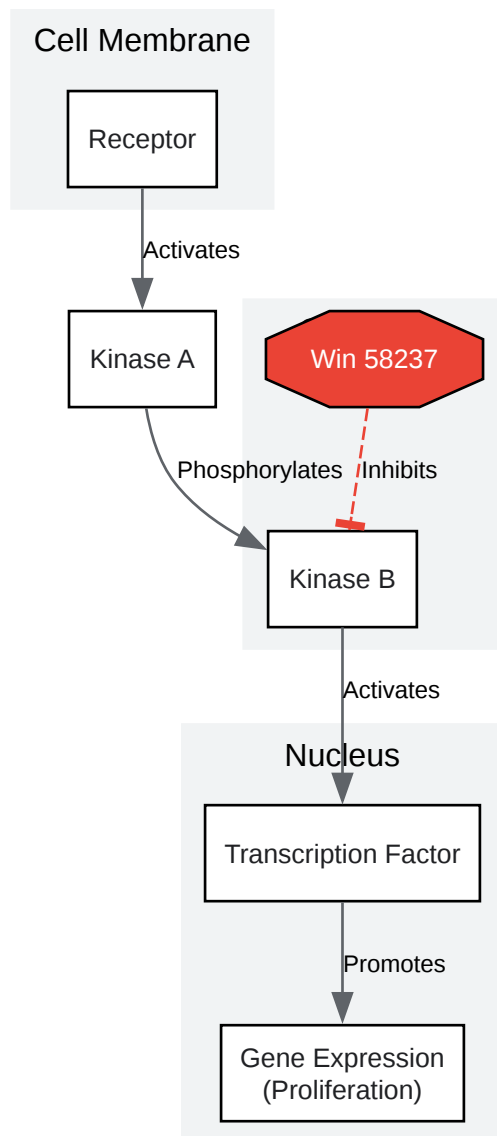 Cell Membrane
Receptor
Activates
Kinase A
Win 58237
Phosphorylates
Inhibits
Kinase B
Activates
Nucleus
Transcription Factor
Promotes
Gene Expression
(Proliferation)